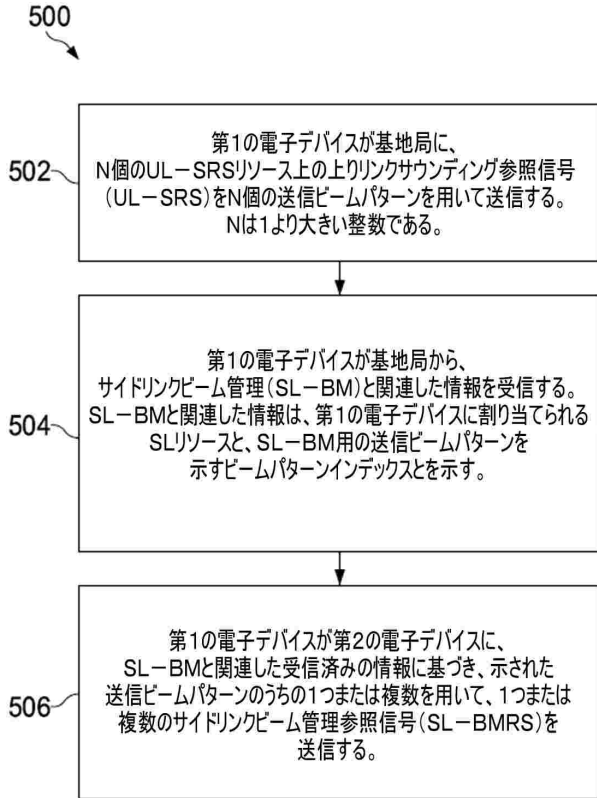 500
502
第1の電子デバイスが基地局に、
N個のUL-SRSリソース上の上りリンクサウンディング参照信号
(UL-SRS)をN個の送信ビームパターンを用いて送信する。
Nは1より大きい整数である。
504
第1の電子デバイスが基地局から、
サイドリンクビーム管理(SL-BM)と関連した情報を受信する。
SL-BMと関連した情報は、第1の電子デバイスに割り当てられる
SLリソースと、SL-BM用の送信ビームパターンを
示すビームパターンインデックスとを示す。
506
第1の電子デバイスが第2の電子デバイスに、
SL-BMと関連した受信済みの情報に基づき、示された
送信ビームパターンのうちの1つまたは複数を用いて、1つまたは
複数のサイドリンクビーム管理参照信号(SL-BMRS)を
送信する。